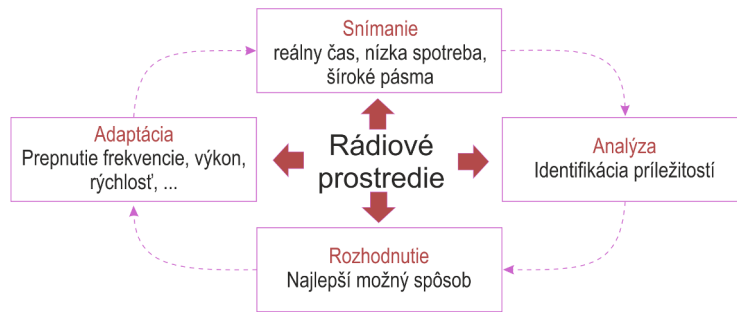 Snímanie
reálny čas, nízka spotreba,
šíroké pásma
Adaptácia
Prepnutie frekvencie, výkon,
rýchlosť, ...
Rádiové
prostredie
Analýza
Identifikácia príležitostí
Rozhodnutie
Najlepší možný spôsob